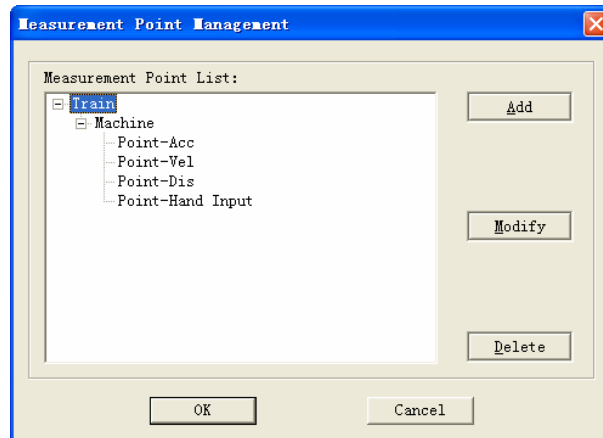 Measurement Point Management
Measurement Point List:
Train
Machine
Point-Acc
Point-Vel
Point-Dis
Point-Hand Input
Add
Modify
Delete
OK
Cancel